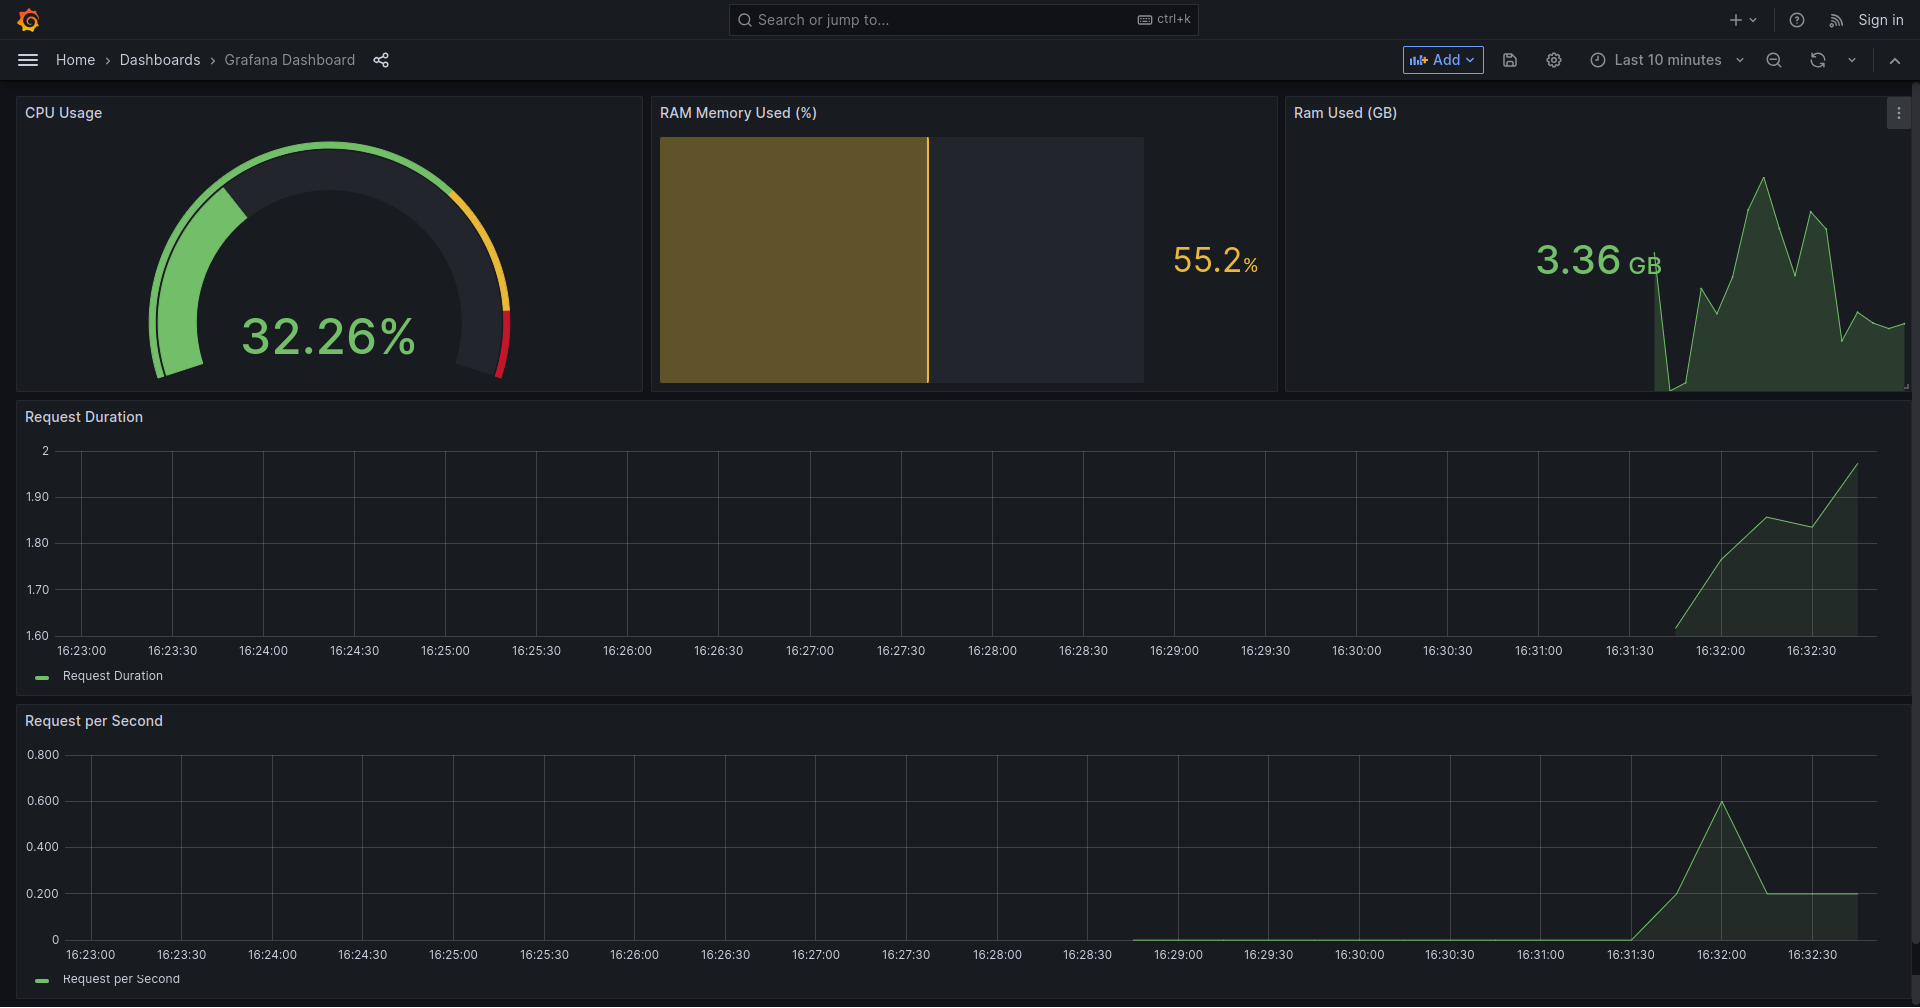 Search or jump to...
ctrl+k
Sign in
Home › Dashboards › Grafana Dashboard
Add
Last 10 minutes
CPU Usage
32.26%
RAM Memory Used (%)
55.2%
Ram Used (GB)
3.36 GB
Request Duration
2
1.90
1.80
1.70
1.60
16:23:00 16:23:30 16:24:00 16:24:30 16:25:00 16:25:30 16:26:00 16:26:30 16:27:00 16:27:30 16:28:00 16:28:30 16:29:00 16:29:30 16:30:00 16:30:30 16:31:00 16:31:30 16:32:00 16:32:30
Request Duration
Request per Second
0.800
0.600
0.400
0.200
0
16:23:00 16:23:30 16:24:00 16:24:30 16:25:00 16:25:30 16:26:00 16:26:30 16:27:00 16:27:30 16:28:00 16:28:30 16:29:00 16:29:30 16:30:00 16:30:30 16:31:00 16:31:30 16:32:00 16:32:30
Request per Second